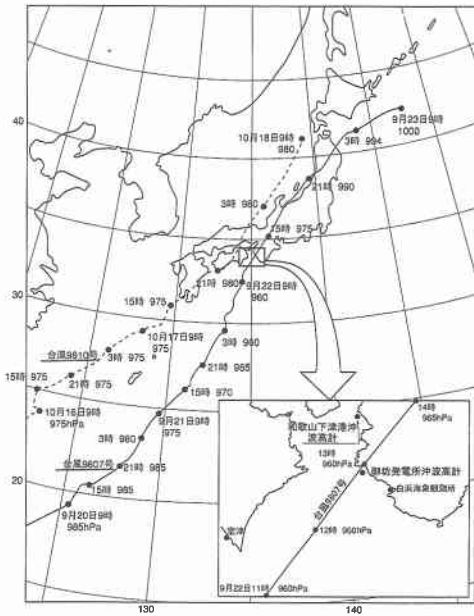 40
30
20
130
140
10月18日9時
980
9月23日9時
1000
3時 994
21時 990
3時 980
15時 975
21時 980
9月22日9時
960
15時 975
10月17日9時
975
3時 960
台風9810号
3時 975
21時 965
15時 975
21時 975
15時 970
10月16日9時
975hPa
9月21日9時
975
3時 980
台風9807号
21時 985
15時 985
9月20日9時
985hPa
14時
965hPa
和歌山下津港沖
波高計
13時
960hPa
御坊発電所沖波高計
白浜海象観測所
台風9807号
室津
12時 960hPa
9月22日11時 960hPa